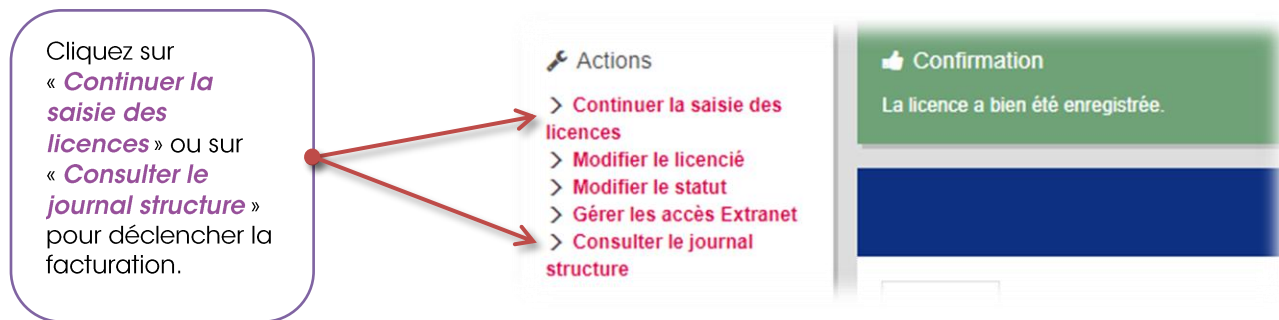 Cliquez sur
« Continuer la
saisie des
licences » ou sur
« Consulter le
journal structure »
pour déclencher la
facturation.
Actions
> Continuer la saisie des
licences
> Modifier le licencié
> Modifier le statut
> Gérer les accès Extranet
> Consulter le journal
structure
Confirmation
La licence a bien été enregistrée.